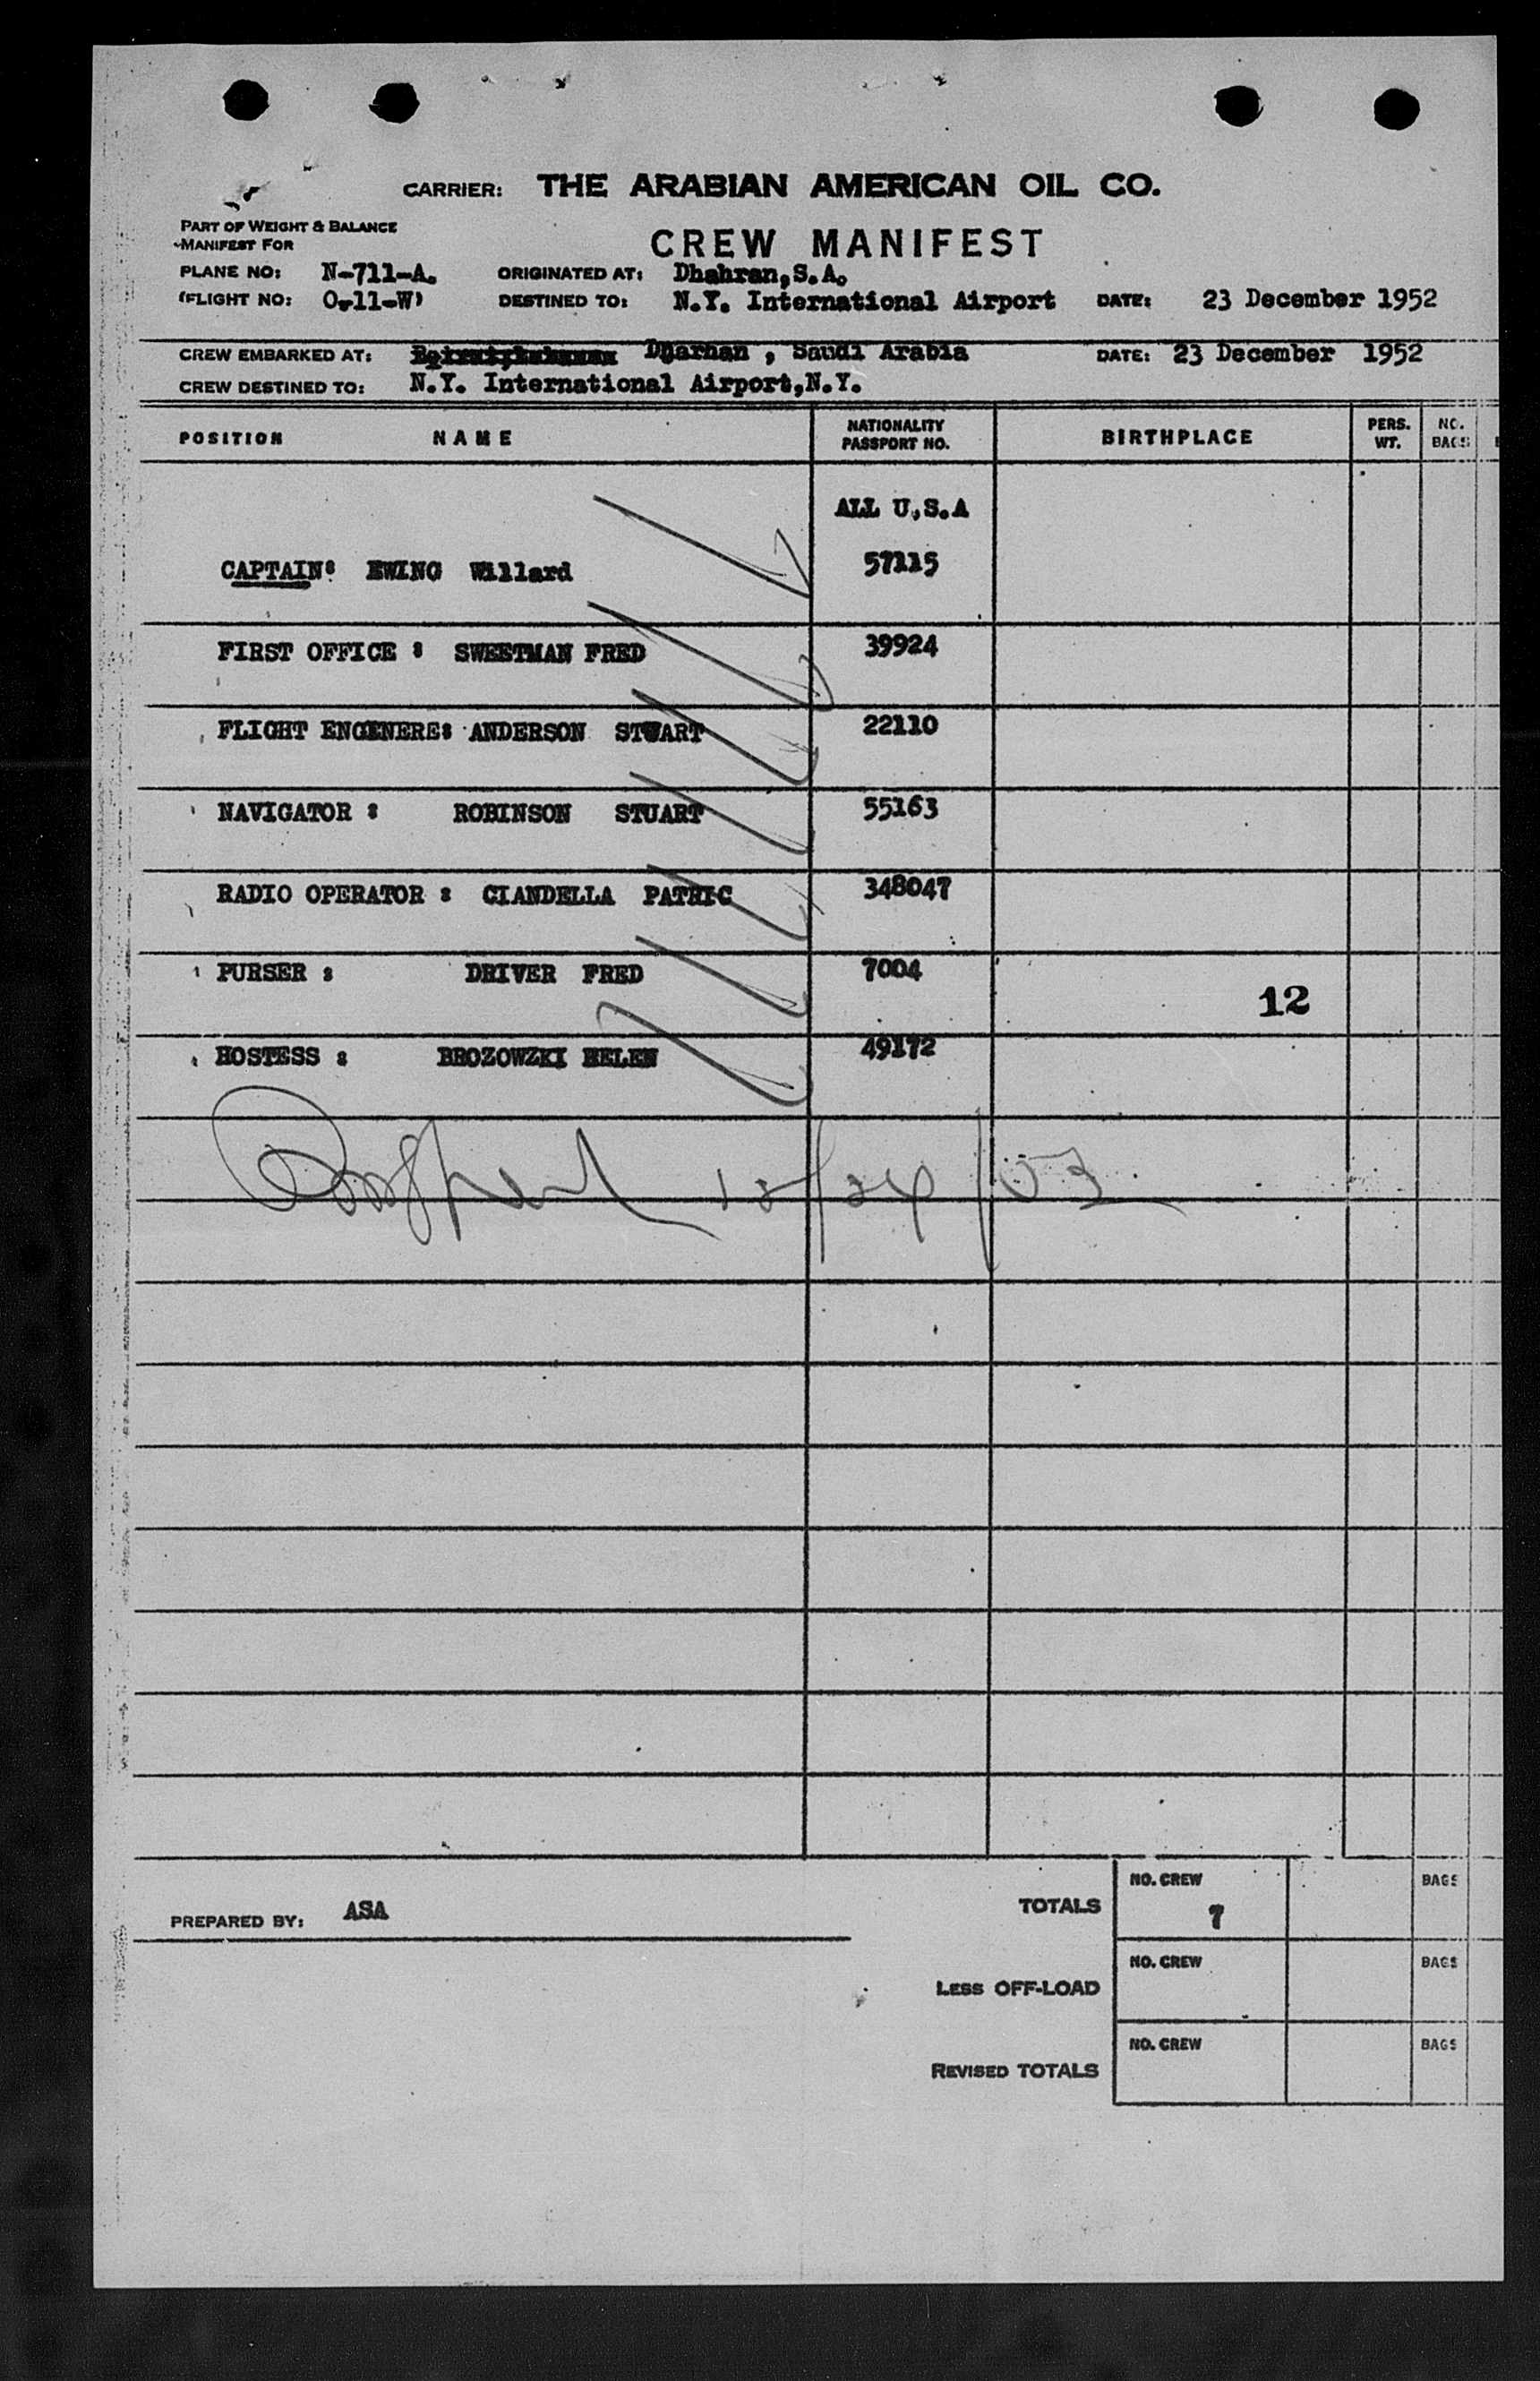 CARRIER: THE ARABIAN AMERICAN OIL CO.
PART OF WEIGHT & BALANCE
MANIFEST FOR
CREW MANIFEST
PLANE NO: N-711-A. ORIGINATED AT: Dhahran,S.A.
FLIGHT NO: O-11-W DESTINED TO: N.Y. International Airport DATE: 23 December 1952
CREW EMBARKED AT: Dharhan , Saudi Arabia DATE: 23 December 1952
CREW DESTINED TO: N.Y. International Airport,N.Y.
POSITION NAME NATIONALITY PASSPORT NO. BIRTHPLACE PERS. WT. NO. BAGS
ALL U.S.A
CAPTAIN: EWING Willard 57115
FIRST OFFICE : SWEETMAN FRED 39924
FLIGHT ENGENERE: ANDERSON STUART 22110
NAVIGATOR : ROBINSON STUART 55163
RADIO OPERATOR : CIANDELLA PATRIC 348047
PURSER : DRIVER FRED 7004
12
HOSTESS : BROZOWZKI HELEN 49172
12/24/53
PREPARED BY: ASA TOTALS NO. CREW 7 BAGS
LESS OFF-LOAD NO. CREW BAGS
REVISED TOTALS NO. CREW BAGS